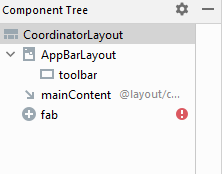 Component Tree
CoordinatorLayout
AppBarLayout
toolbar
mainContent @layout/c...
fab